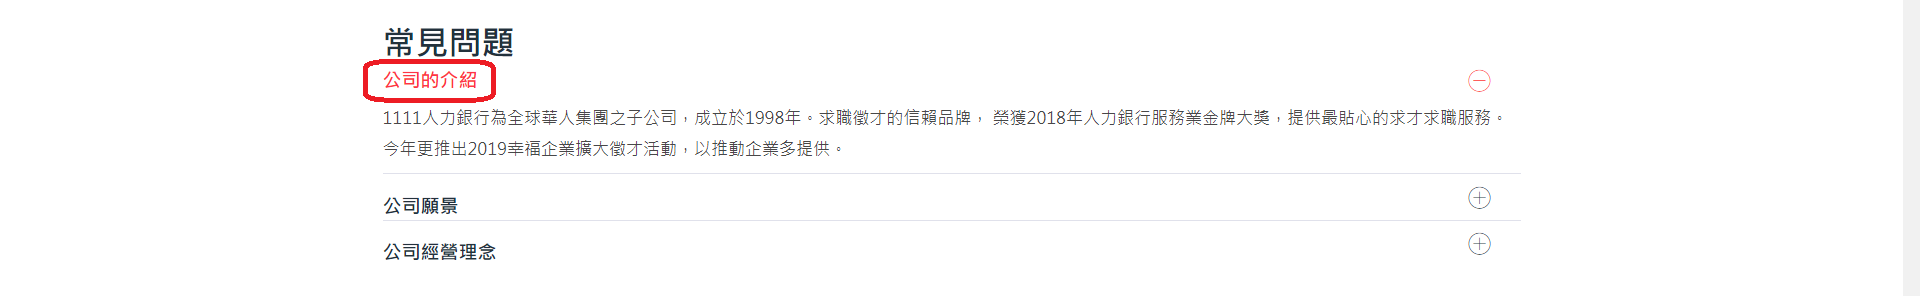 常見問題
公司的介紹
1111人力銀行為全球華人集團之子公司，成立於1998年。求職徵才的信賴品牌， 榮獲2018年人力銀行服務業金牌大獎，提供最貼心的求才求職服務。
今年更推出2019幸福企業擴大徵才活動，以推動企業多提供。
公司願景
公司經營理念